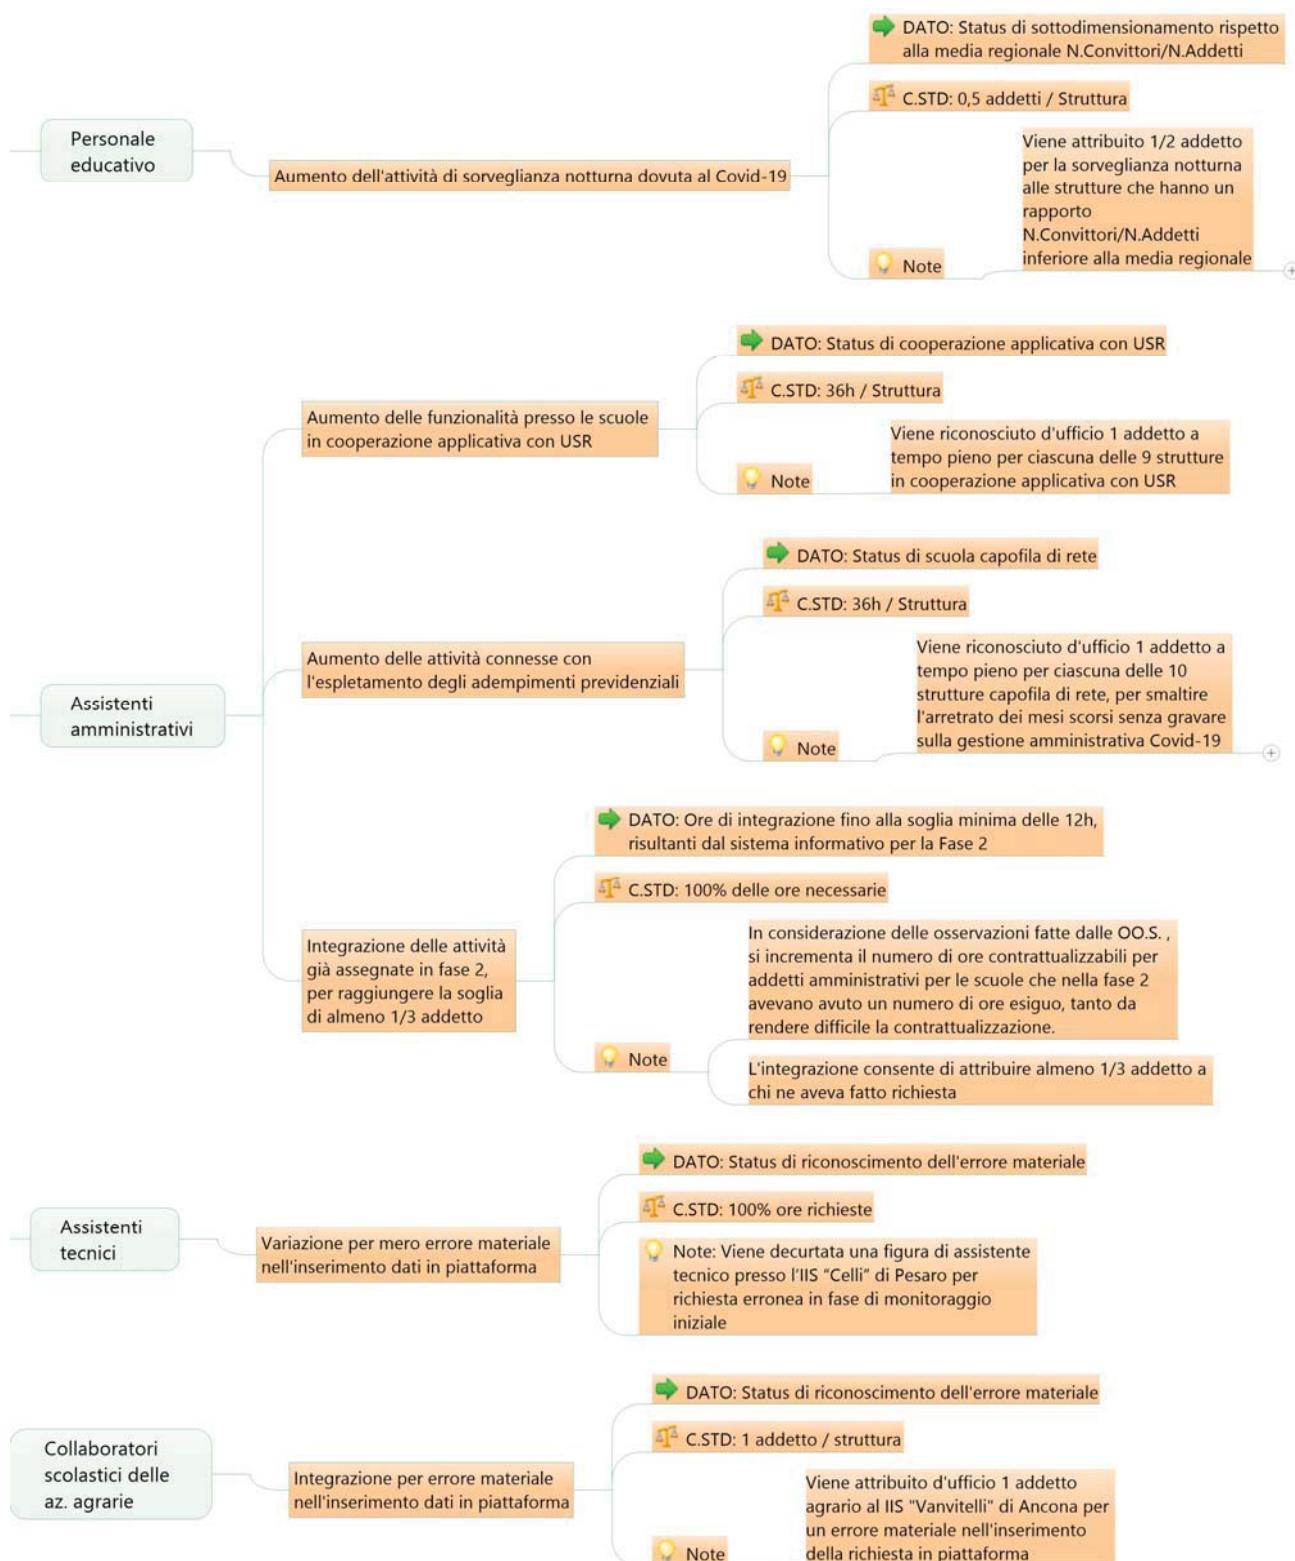 Personale
educativo
Aumento dell'attività di sorveglianza notturna dovuta al Covid-19
DATO: Status di sottodimensionamento rispetto
alla media regionale N.Convittori/N.Addetti
C.STD: 0,5 addetti / Struttura
Note
Viene attribuito 1/2 addetto
per la sorveglianza notturna
alle strutture che hanno un
rapporto
N.Convittori/N.Addetti
inferiore alla media regionale
Assistenti
amministrativi
Aumento delle funzionalità presso le scuole
in cooperazione applicativa con USR
DATO: Status di cooperazione applicativa con USR
C.STD: 36h / Struttura
Note
Viene riconosciuto d'ufficio 1 addetto a
tempo pieno per ciascuna delle 9 strutture
in cooperazione applicativa con USR
Aumento delle attività connesse con
l'espletamento degli adempimenti previdenziali
DATO: Status di scuola capofila di rete
C.STD: 36h / Struttura
Note
Viene riconosciuto d'ufficio 1 addetto a
tempo pieno per ciascuna delle 10
strutture capofila di rete, per smaltire
l'arretrato dei mesi scorsi senza gravare
sulla gestione amministrativa Covid-19
Integrazione delle attività
già assegnate in fase 2,
per raggiungere la soglia
di almeno 1/3 addetto
DATO: Ore di integrazione fino alla soglia minima delle 12h,
risultanti dal sistema informativo per la Fase 2
C.STD: 100% delle ore necessarie
Note
In considerazione delle osservazioni fatte dalle OO.S. ,
si incrementa il numero di ore contrattualizzabili per
addetti amministrativi per le scuole che nella fase 2
avevano avuto un numero di ore esiguo, tanto da
rendere difficile la contrattualizzazione.
L'integrazione consente di attribuire almeno 1/3 addetto a
chi ne aveva fatto richiesta
Assistenti
tecnici
Variazione per mero errore materiale
nell'inserimento dati in piattaforma
DATO: Status di riconoscimento dell'errore materiale
C.STD: 100% ore richieste
Note: Viene decurtata una figura di assistente
tecnico presso l'IIS "Celli" di Pesaro per
richiesta erronea in fase di monitoraggio
iniziale
Collaboratori
scolastici delle
az. agrarie
Integrazione per errore materiale
nell'inserimento dati in piattaforma
DATO: Status di riconoscimento dell'errore materiale
C.STD: 1 addetto / struttura
Note
Viene attribuito d'ufficio 1 addetto
agrario al IIS "Vanvitelli" di Ancona per
un errore materiale nell'inserimento
della richiesta in piattaforma